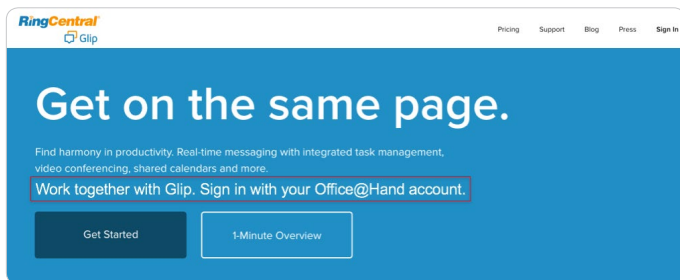 RingCentral
Glip
Pricing Support Blog Press Sign In
Get on the same page.
Find harmony in productivity. Real-time messaging with integrated task management,
video conferencing, shared calendars and more.
Work together with Glip. Sign in with your Office@Hand account.
Get Started 1-Minute Overview